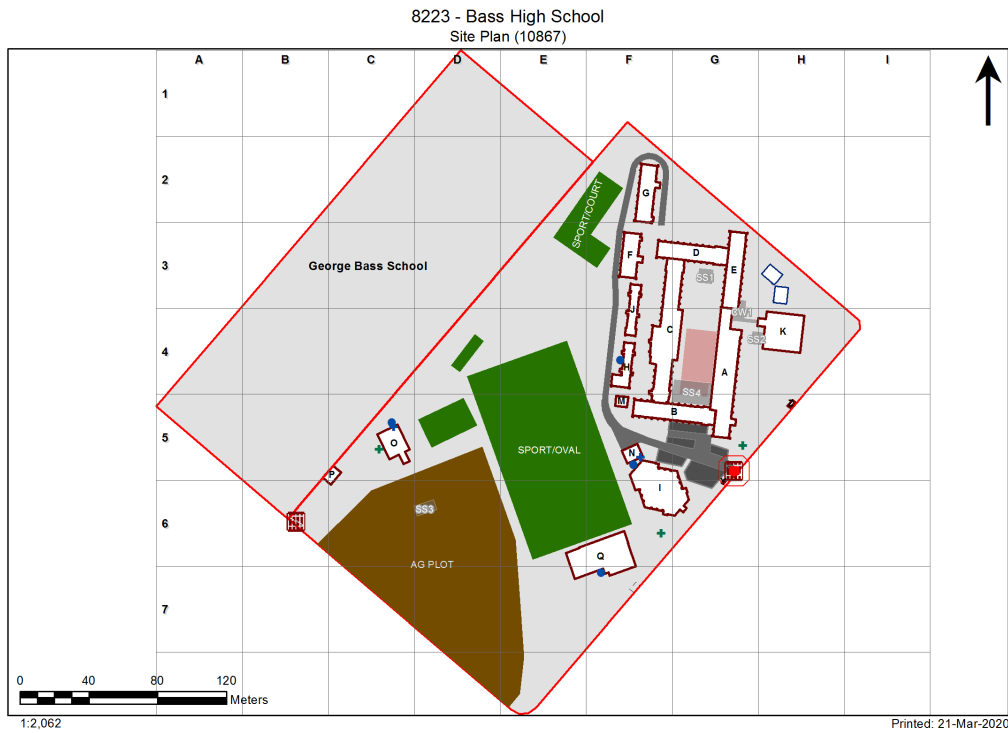 8223 - Bass High School
Site Plan (10867)
A B C D E F G H I
1
2
G
SPORT/COURT
F
D
E
3
George Bass School
SS1
J
CW1
C
K
SS2
4
H
A
SS4
M
B
5
O
SPORT/OVAL
N
P
I
SS3
6
Q
AG PLOT
7
0 40 80 120
Meters
1:2,062
Printed: 21-Mar-2020